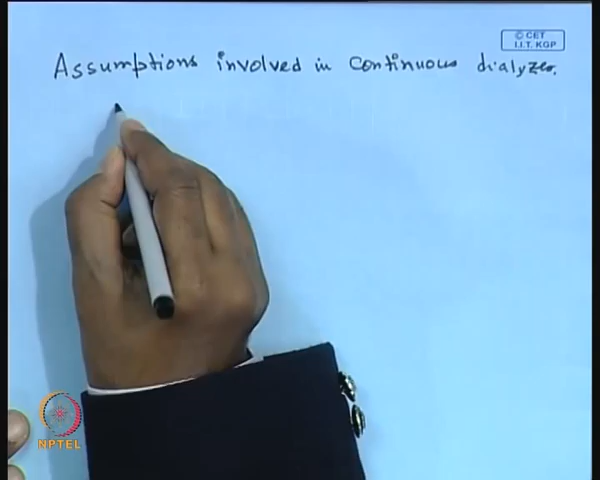 © CET
I.I.T. KGP
Assumptions involved in continuous dialyzer.
NPTEL